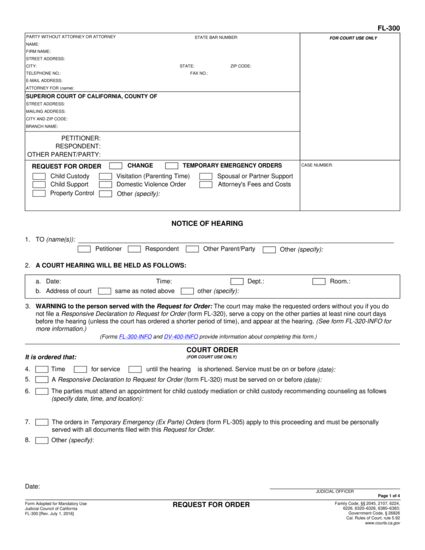 FL-300
PARTY WITHOUT ATTORNEY OR ATTORNEY STATE BAR NUMBER: FOR COURT USE ONLY
NAME:
FIRM NAME:
STREET ADDRESS:
CITY: STATE: ZIP CODE:
TELEPHONE NO.: FAX NO.:
E-MAIL ADDRESS:
ATTORNEY FOR (name):
SUPERIOR COURT OF CALIFORNIA, COUNTY OF
STREET ADDRESS:
MAILING ADDRESS:
CITY AND ZIP CODE:
BRANCH NAME:
PETITIONER:
RESPONDENT:
OTHER PARENT/PARTY:
REQUEST FOR ORDER CHANGE TEMPORARY EMERGENCY ORDERS CASE NUMBER:
Child Custody Visitation (Parenting Time) Spousal or Partner Support
Child Support Domestic Violence Order Attorney's Fees and Costs
Property Control Other (specify):
NOTICE OF HEARING
1. TO (name(s)):
Petitioner Respondent Other Parent/Party Other (specify):
2. A COURT HEARING WILL BE HELD AS FOLLOWS:
a. Date: Time: Dept.: Room.:
b. Address of court same as noted above other (specify):
3. WARNING to the person served with the Request for Order: The court may make the requested orders without you if you do
not file a Responsive Declaration to Request for Order (form FL-320), serve a copy on the other parties at least nine court days
before the hearing (unless the court has ordered a shorter period of time), and appear at the hearing. (See form FL-320-INFO for
more information.)
(Forms FL-300-INFO and DV-400-INFO provide information about completing this form.)
COURT ORDER
It is ordered that: (FOR COURT USE ONLY)
4. Time for service until the hearing is shortened. Service must be on or before (date):
5. A Responsive Declaration to Request for Order (form FL-320) must be served on or before (date):
6. The parties must attend an appointment for child custody mediation or child custody recommending counseling as follows
(specify date, time, and location):
7. The orders in Temporary Emergency (Ex Parte) Orders (form FL-305) apply to this proceeding and must be personally
served with all documents filed with this Request for Order.
8. Other (specify):
Date:
JUDICIAL OFFICER
Page 1 of 4
Form Adopted for Mandatory Use
Judicial Council of California
FL-300 [Rev. July 1, 2016]
REQUEST FOR ORDER
Family Code, §§ 2045, 2107, 6224,
6226, 6320–6326, 6380–6383;
Government Code, § 26826
Cal. Rules of Court, rule 5.92
www.courts.ca.gov